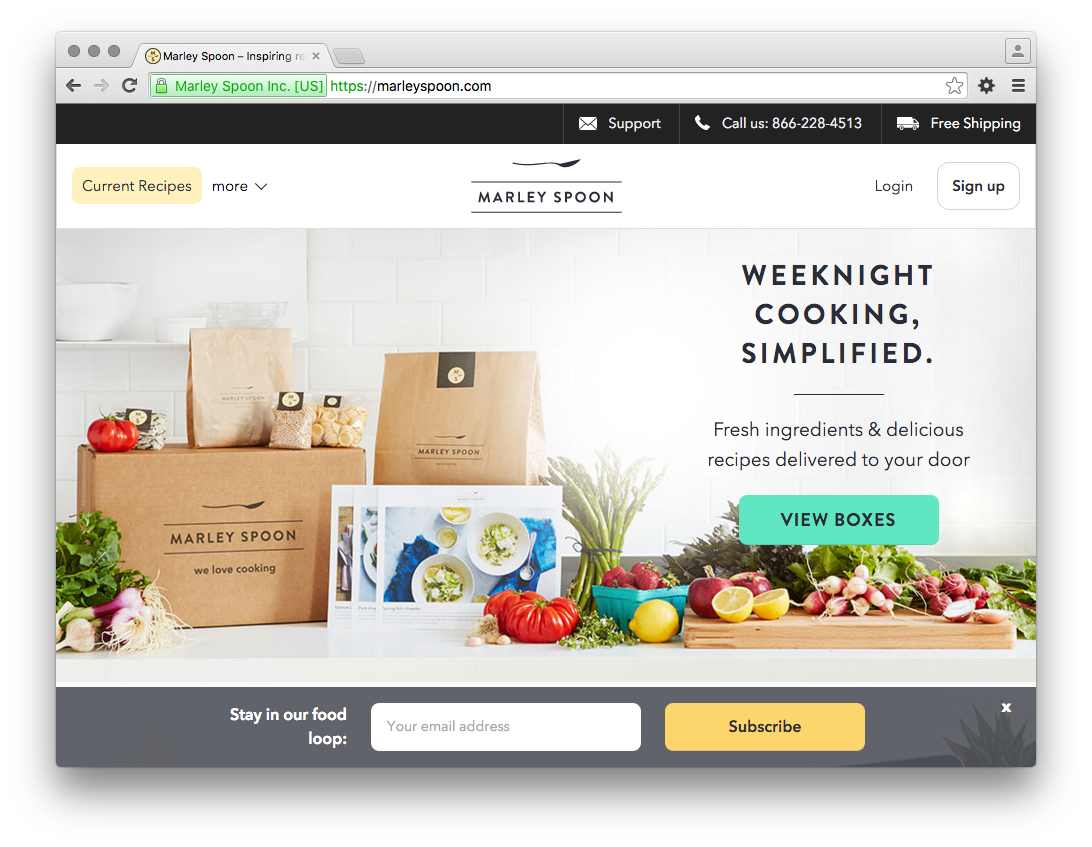 Marley Spoon – Inspiring re
Marley Spoon Inc. [US] https://marleyspoon.com
Support
Call us: 866-228-4513
Free Shipping
Current Recipes
more
MARLEY SPOON
Login
Sign up
WEEKNIGHT
COOKING,
SIMPLIFIED.
Fresh ingredients & delicious
recipes delivered to your door
VIEW BOXES
MARLEY SPOON
M
S
MARLEY SPOON
MARLEY SPOON
we love cooking
Spring fish chowder
Stay in our food
loop:
Your email address
Subscribe
x